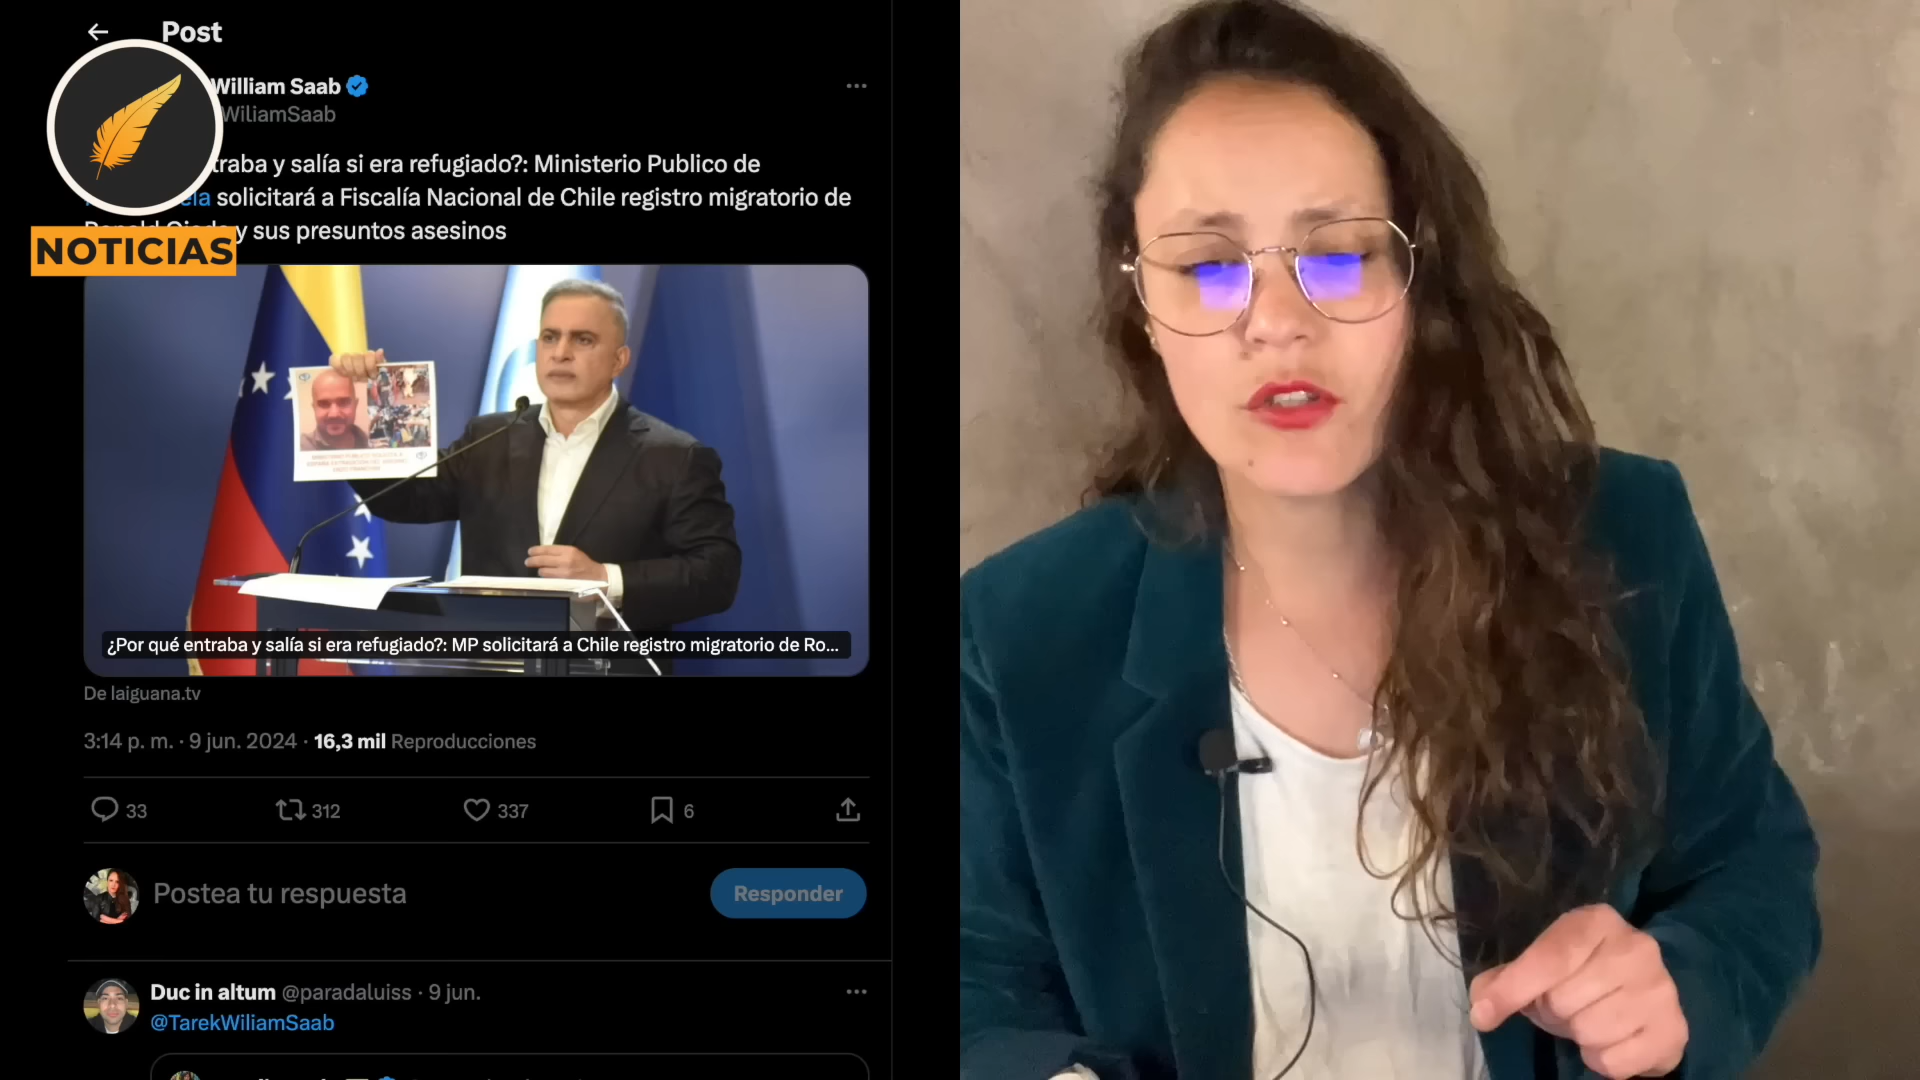 Post
William Saab
WiliamSaab
NOTICIAS
traba y salía si era refugiado?: Ministerio Publico de
ela solicitará a Fiscalía Nacional de Chile registro migratorio de
y sus presuntos asesinos
¿Por qué entraba y salía si era refugiado?: MP solicitará a Chile registro migratorio de Ro...
De laiguana.tv
3:14 p. m. · 9 jun. 2024 · 16,3 mil Reproducciones
33 312 337 6
Postea tu respuesta
Responder
Duc in altum @paradaluiss · 9 jun.
@TarekWiliamSaab